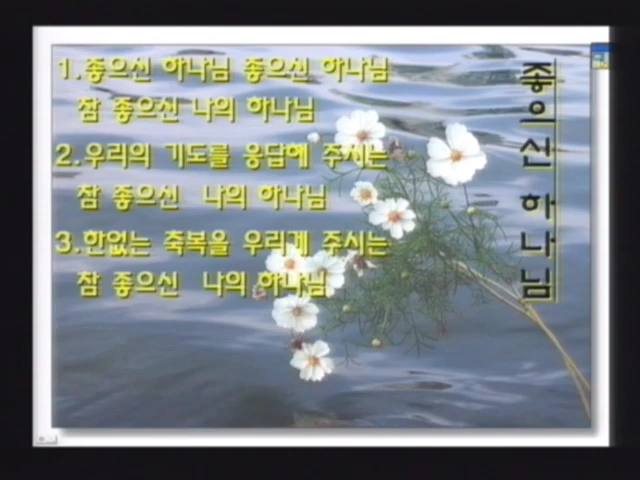 1.좋으신 하나님 좋으신 하나님
참 좋으신 나의 하나님
2.우리의 기도를 응답해 주시는
참 좋으신 나의 하나님
3.한없는 축복을 우리게 주시는
참 좋으신 나의 하나님
좋으신 하나님